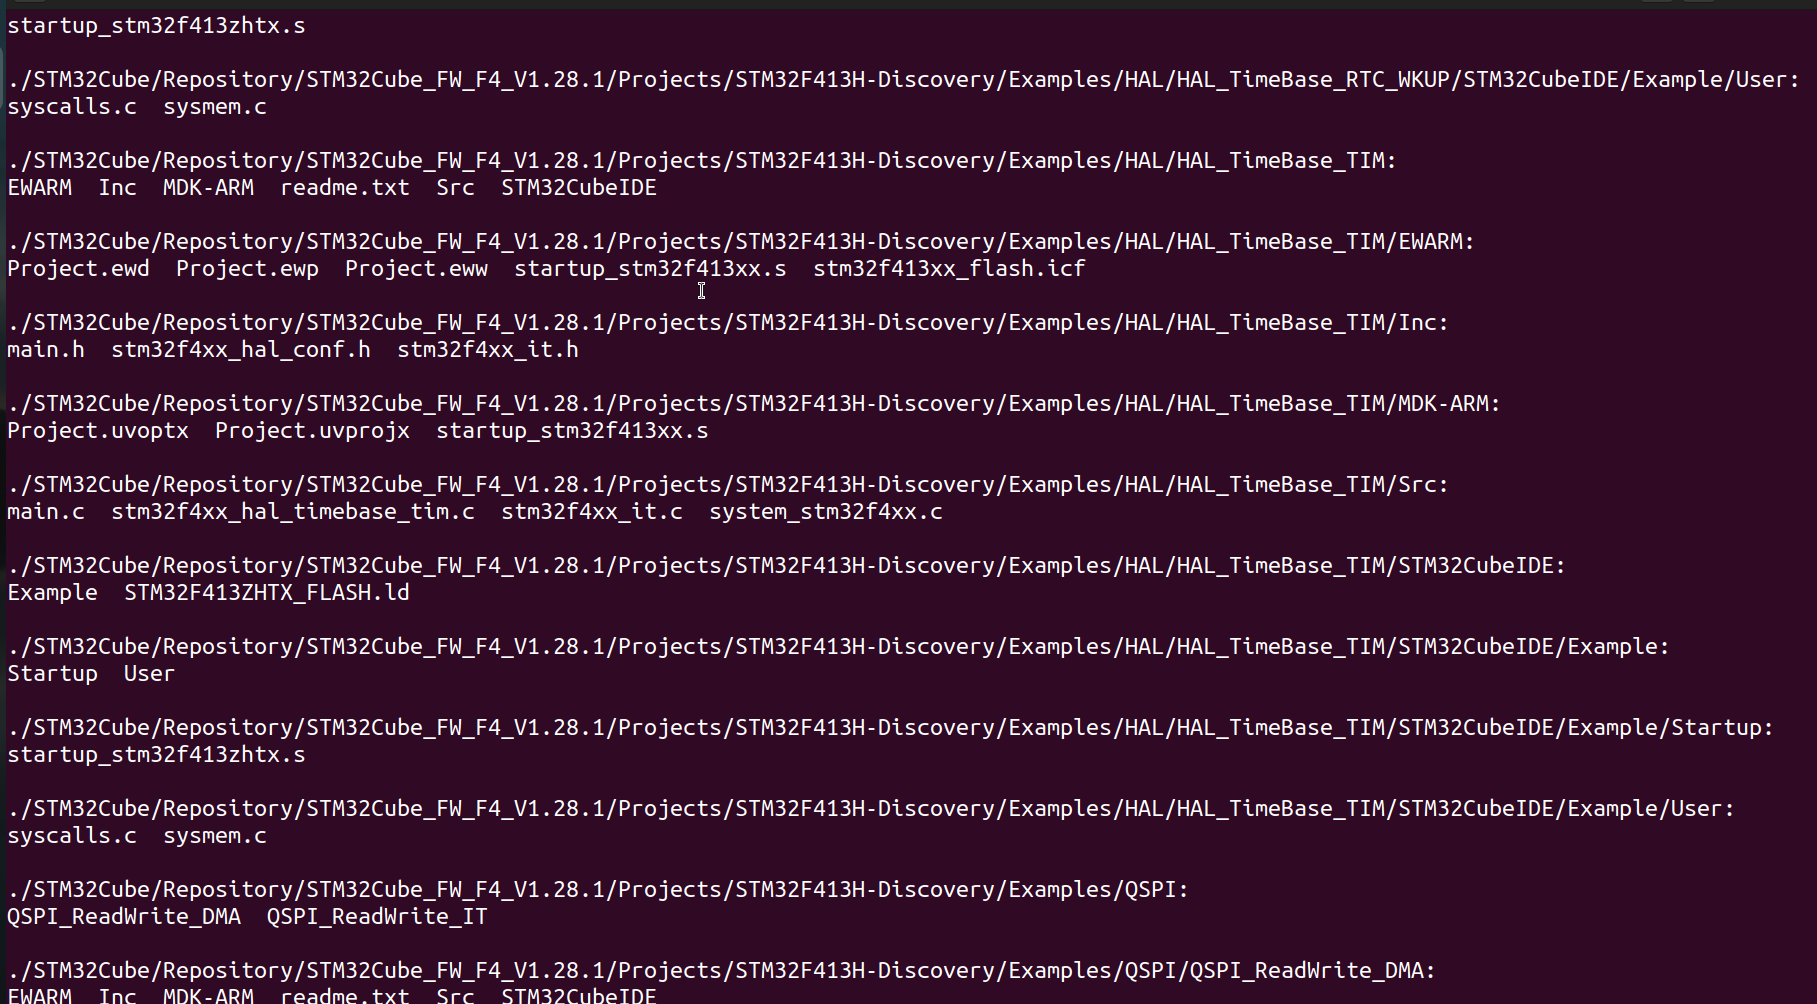 startup_stm32f413zhtx.s
./STM32Cube/Repository/STM32Cube_FW_F4_V1.28.1/Projects/STM32F413H-Discovery/Examples/HAL/HAL_TimeBase_RTC_WKUP/STM32CubeIDE/Example/User:
syscalls.c  sysmem.c
./STM32Cube/Repository/STM32Cube_FW_F4_V1.28.1/Projects/STM32F413H-Discovery/Examples/HAL/HAL_TimeBase_TIM:
EWARM  Inc  MDK-ARM  readme.txt  Src  STM32CubeIDE
./STM32Cube/Repository/STM32Cube_FW_F4_V1.28.1/Projects/STM32F413H-Discovery/Examples/HAL/HAL_TimeBase_TIM/EWARM:
Project.ewd  Project.ewp  Project.eww  startup_stm32f413xx.s  stm32f413xx_flash.icf
./STM32Cube/Repository/STM32Cube_FW_F4_V1.28.1/Projects/STM32F413H-Discovery/Examples/HAL/HAL_TimeBase_TIM/Inc:
main.h  stm32f4xx_hal_conf.h  stm32f4xx_it.h
./STM32Cube/Repository/STM32Cube_FW_F4_V1.28.1/Projects/STM32F413H-Discovery/Examples/HAL/HAL_TimeBase_TIM/MDK-ARM:
Project.uvoptx  Project.uvprojx  startup_stm32f413xx.s
./STM32Cube/Repository/STM32Cube_FW_F4_V1.28.1/Projects/STM32F413H-Discovery/Examples/HAL/HAL_TimeBase_TIM/Src:
main.c  stm32f4xx_hal_timebase_tim.c  stm32f4xx_it.c  system_stm32f4xx.c
./STM32Cube/Repository/STM32Cube_FW_F4_V1.28.1/Projects/STM32F413H-Discovery/Examples/HAL/HAL_TimeBase_TIM/STM32CubeIDE:
Example  STM32F413ZHTX_FLASH.ld
./STM32Cube/Repository/STM32Cube_FW_F4_V1.28.1/Projects/STM32F413H-Discovery/Examples/HAL/HAL_TimeBase_TIM/STM32CubeIDE/Example:
Startup  User
./STM32Cube/Repository/STM32Cube_FW_F4_V1.28.1/Projects/STM32F413H-Discovery/Examples/HAL/HAL_TimeBase_TIM/STM32CubeIDE/Example/Startup:
startup_stm32f413zhtx.s
./STM32Cube/Repository/STM32Cube_FW_F4_V1.28.1/Projects/STM32F413H-Discovery/Examples/HAL/HAL_TimeBase_TIM/STM32CubeIDE/Example/User:
syscalls.c  sysmem.c
./STM32Cube/Repository/STM32Cube_FW_F4_V1.28.1/Projects/STM32F413H-Discovery/Examples/QSPI:
QSPI_ReadWrite_DMA  QSPI_ReadWrite_IT
./STM32Cube/Repository/STM32Cube_FW_F4_V1.28.1/Projects/STM32F413H-Discovery/Examples/QSPI/QSPI_ReadWrite_DMA:
EWARM  Inc  MDK-ARM  readme.txt  Src  STM32CubeIDE